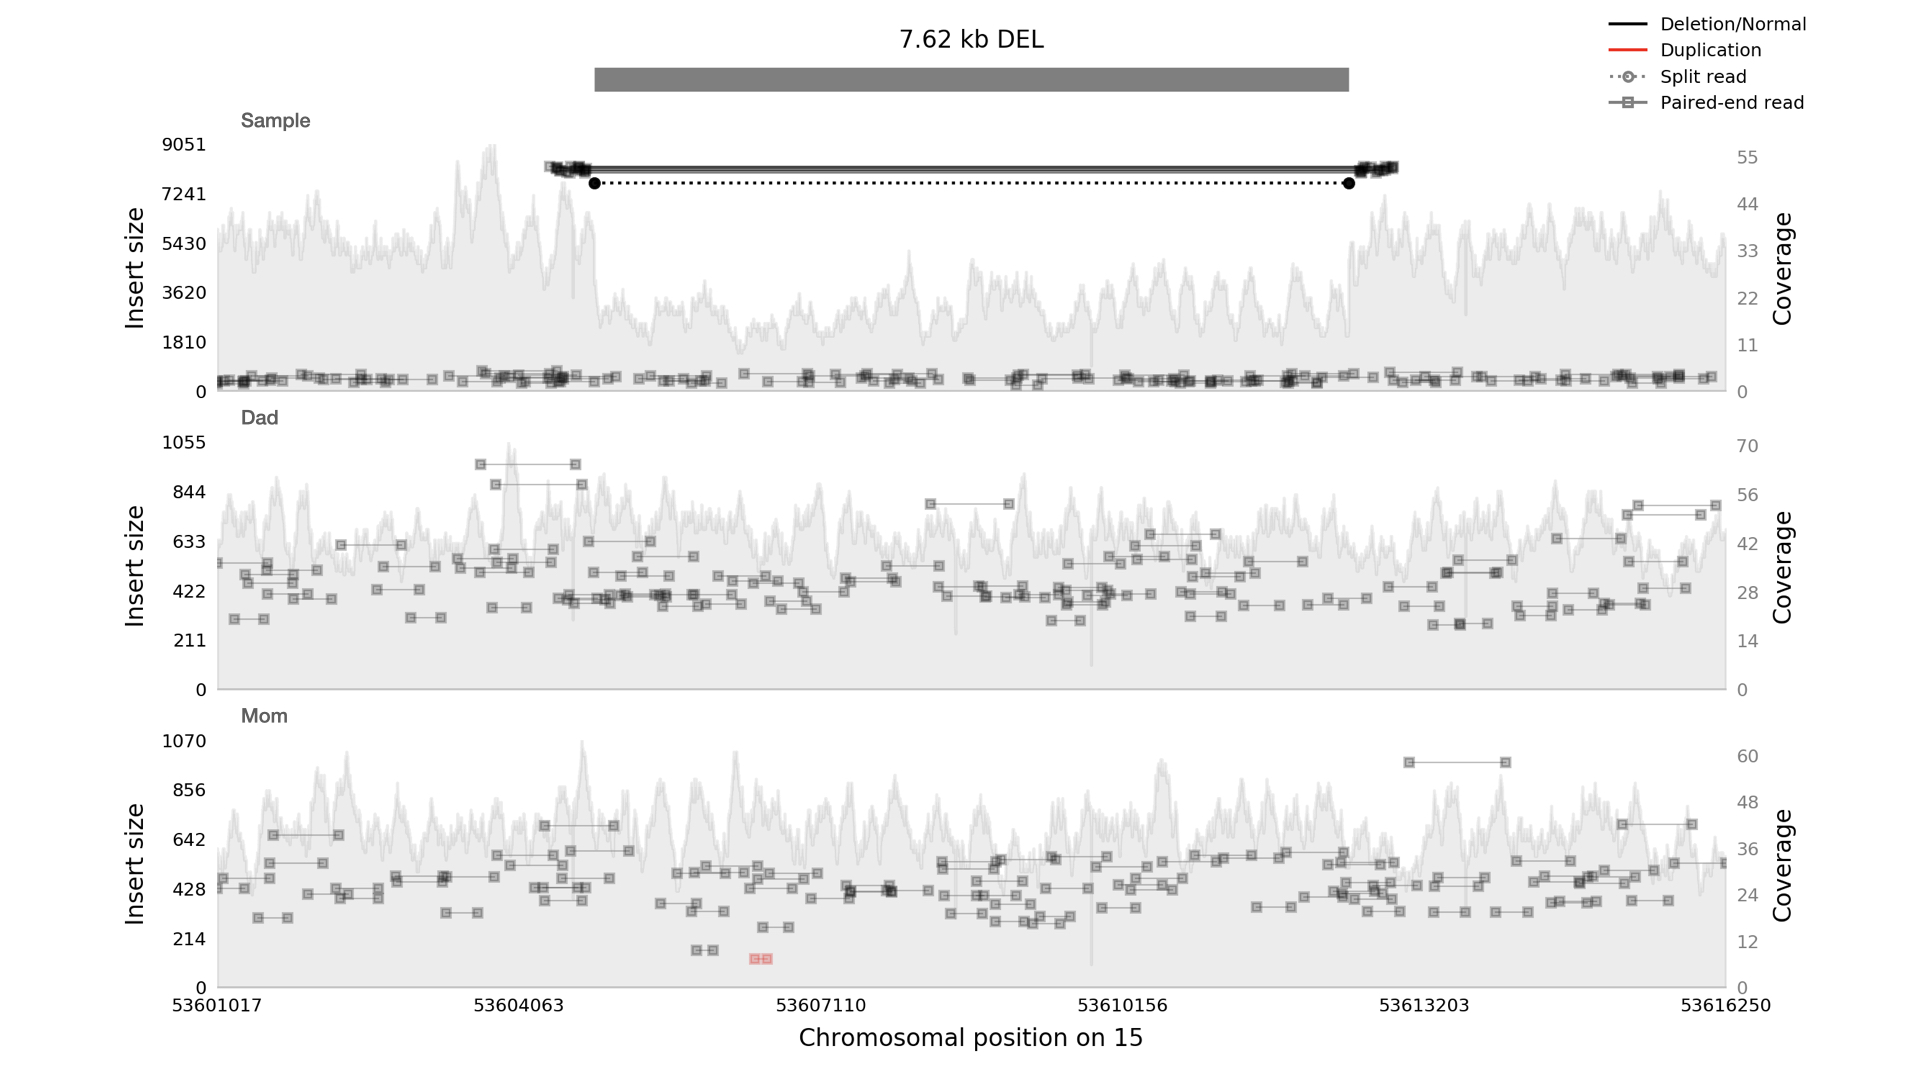 7.62 kb DEL
Deletion/Normal
Duplication
Split read
Paired-end read
Sample
9051
7241
5430
3620
1810
0
Insert size
55
44
33
22
11
0
Coverage
Dad
1055
844
633
422
211
0
Insert size
70
56
42
28
14
0
Coverage
Mom
1070
856
642
428
214
0
Insert size
60
48
36
24
12
0
Coverage
53601017 53604063 53607110 53610156 53613203 53616250
Chromosomal position on 15